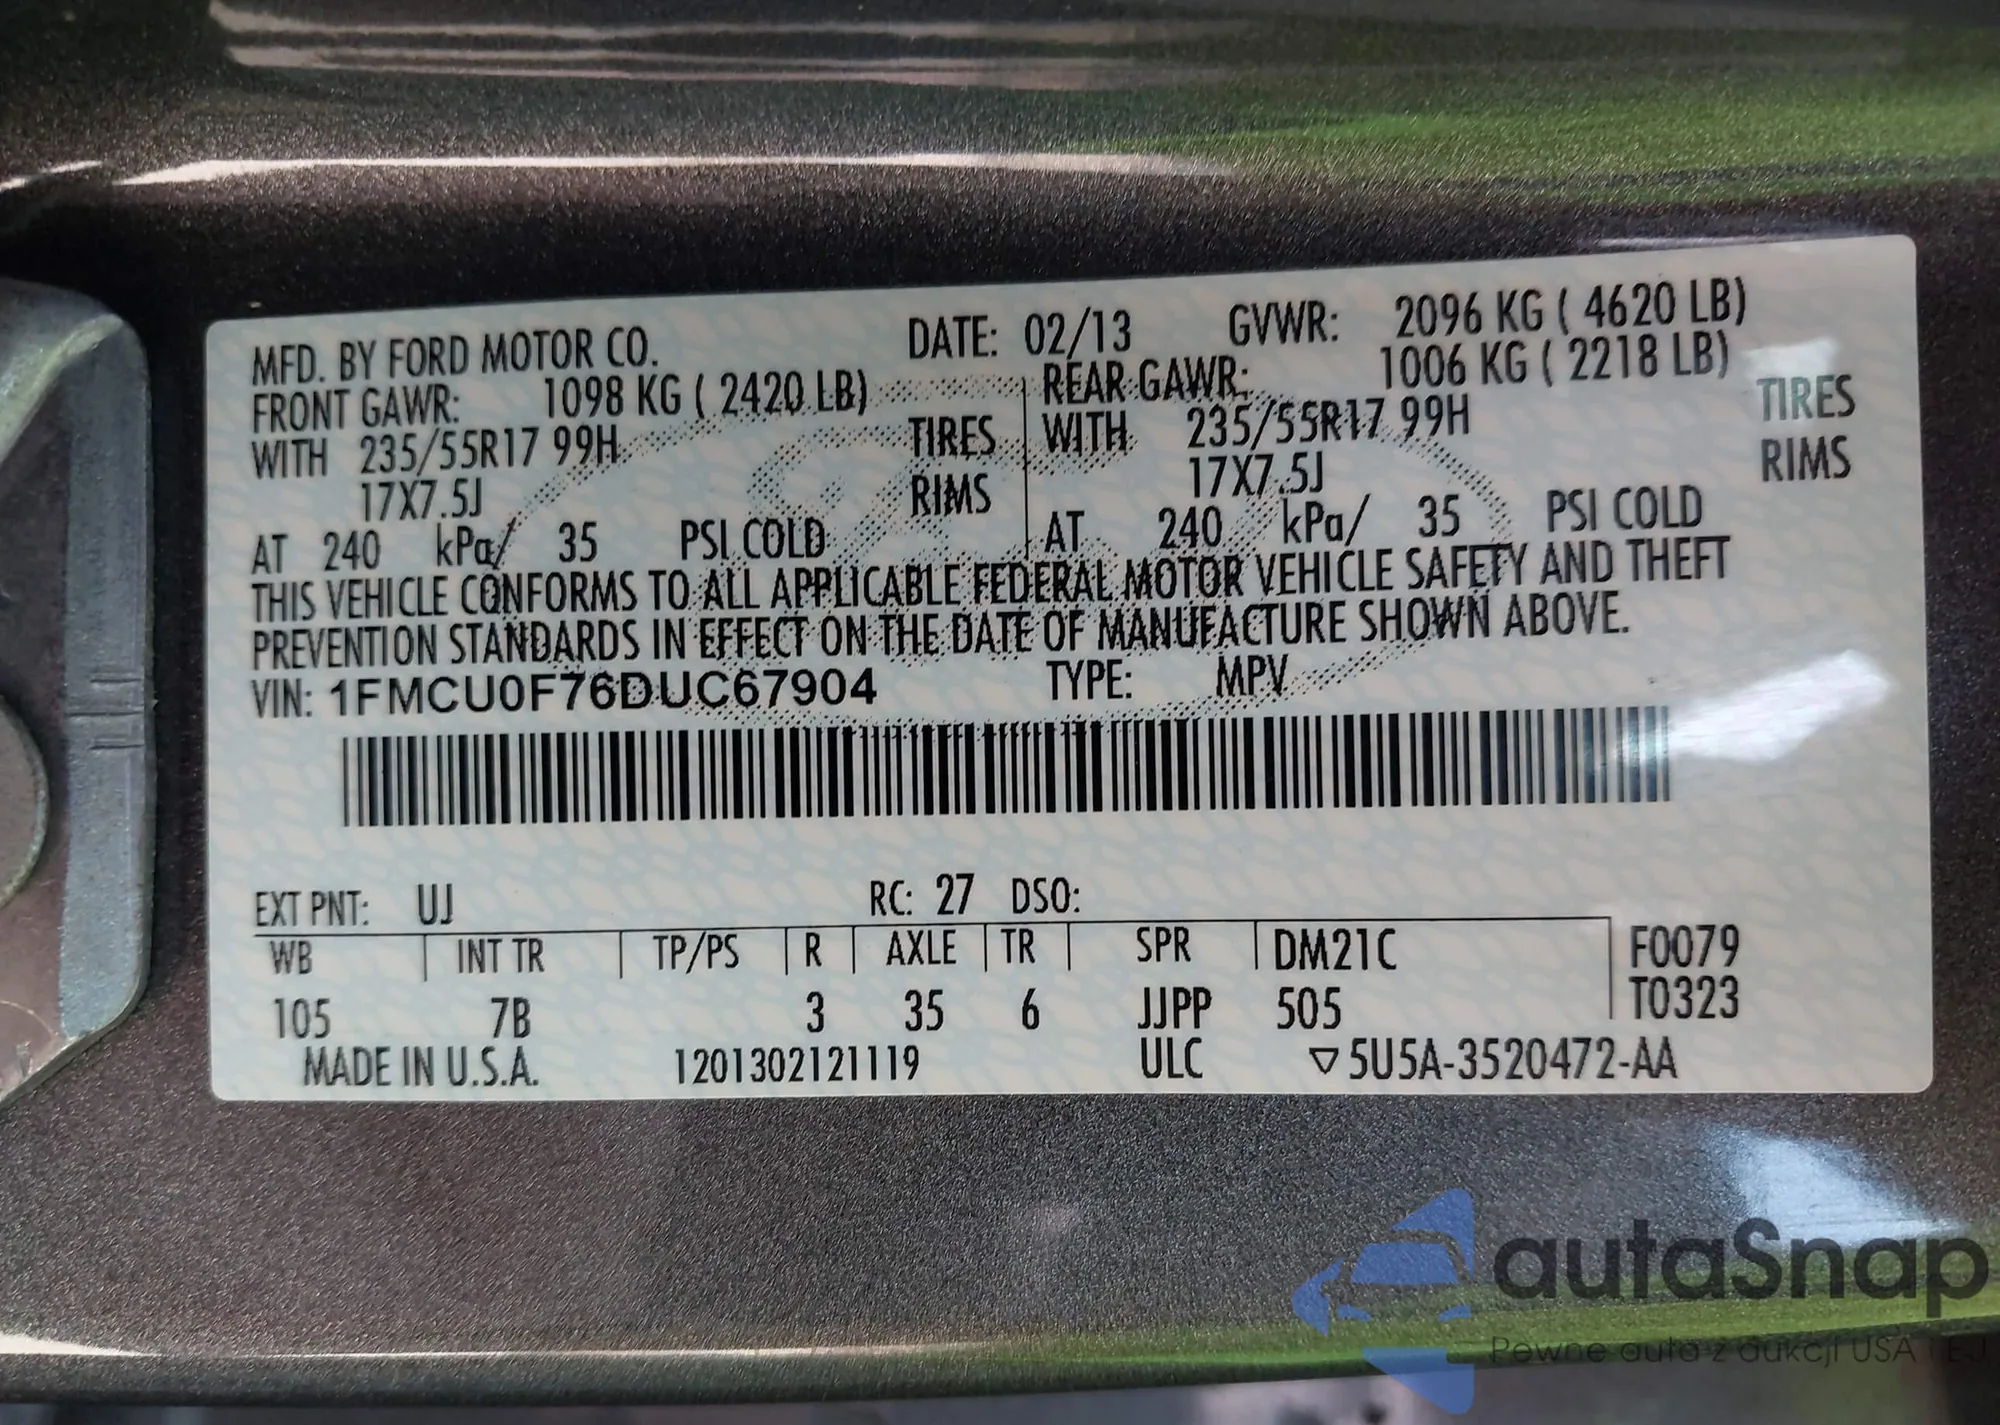 MFD. BY FORD MOTOR CO. DATE: 02/13 GVWR: 2096 KG ( 4620 LB)
FRONT GAWR: 1098 KG ( 2420 LB) REAR GAWR: 1006 KG ( 2218 LB)
WITH 235/55R17 99H TIRES WITH 235/55R17 99H TIRES
17X7.5J RIMS 17X7.5J RIMS
AT 240 kPa/ 35 PSI COLD AT 240 kPa/ 35 PSI COLD
THIS VEHICLE CONFORMS TO ALL APPLICABLE FEDERAL MOTOR VEHICLE SAFETY AND THEFT
PREVENTION STANDARDS IN EFFECT ON THE DATE OF MANUFACTURE SHOWN ABOVE.
VIN: 1FMCU0F76DUC67904 TYPE: MPV
EXT PNT: UJ RC: 27 DSO:
WB INT TR TP/PS R AXLE TR SPR DM21C F0079
105 7B 3 35 6 JJPP 505 T0323
MADE IN U.S.A. 1201302121119 ULC ▽5U5A-3520472-AA
autaSnap
Pewne auta z aukcji USA i EJ